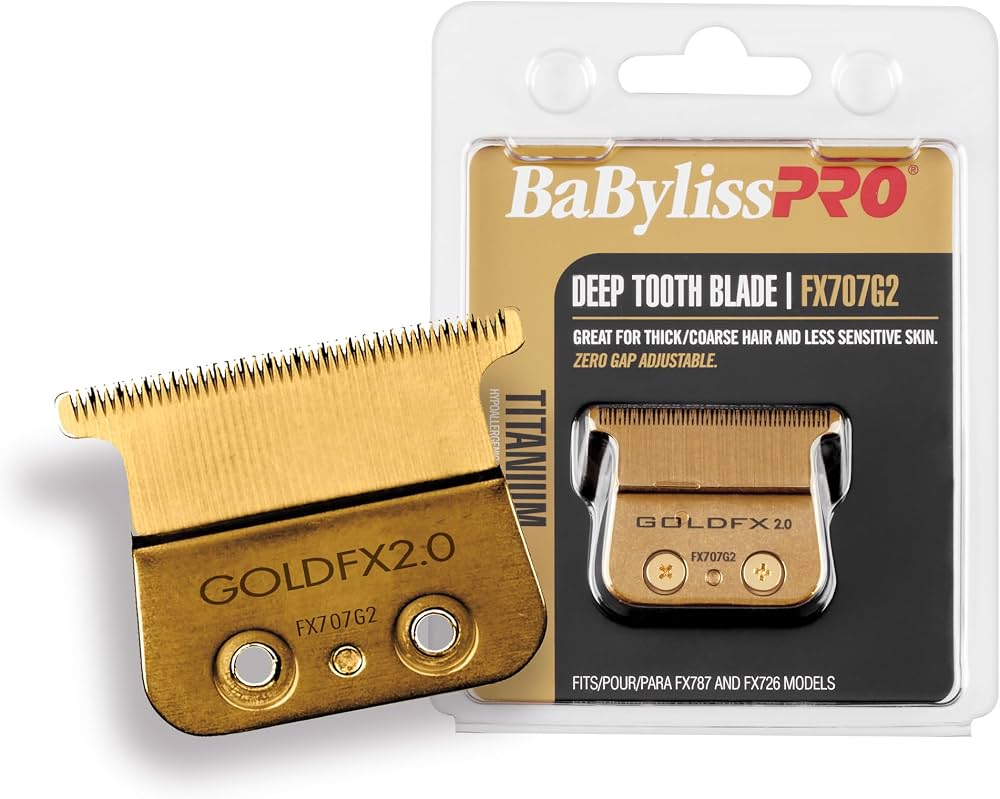 BaBylissPRO®
DEEP TOOTH BLADE | FX707G2
GREAT FOR THICK/COARSE HAIR AND LESS SENSITIVE SKIN.
ZERO GAP ADJUSTABLE.
TITANIUM
GOLDFX 2.0
FX707G2
FITS/POUR/PARA FX787 AND FX726 MODELS
GOLDFX2.0
FX707G2